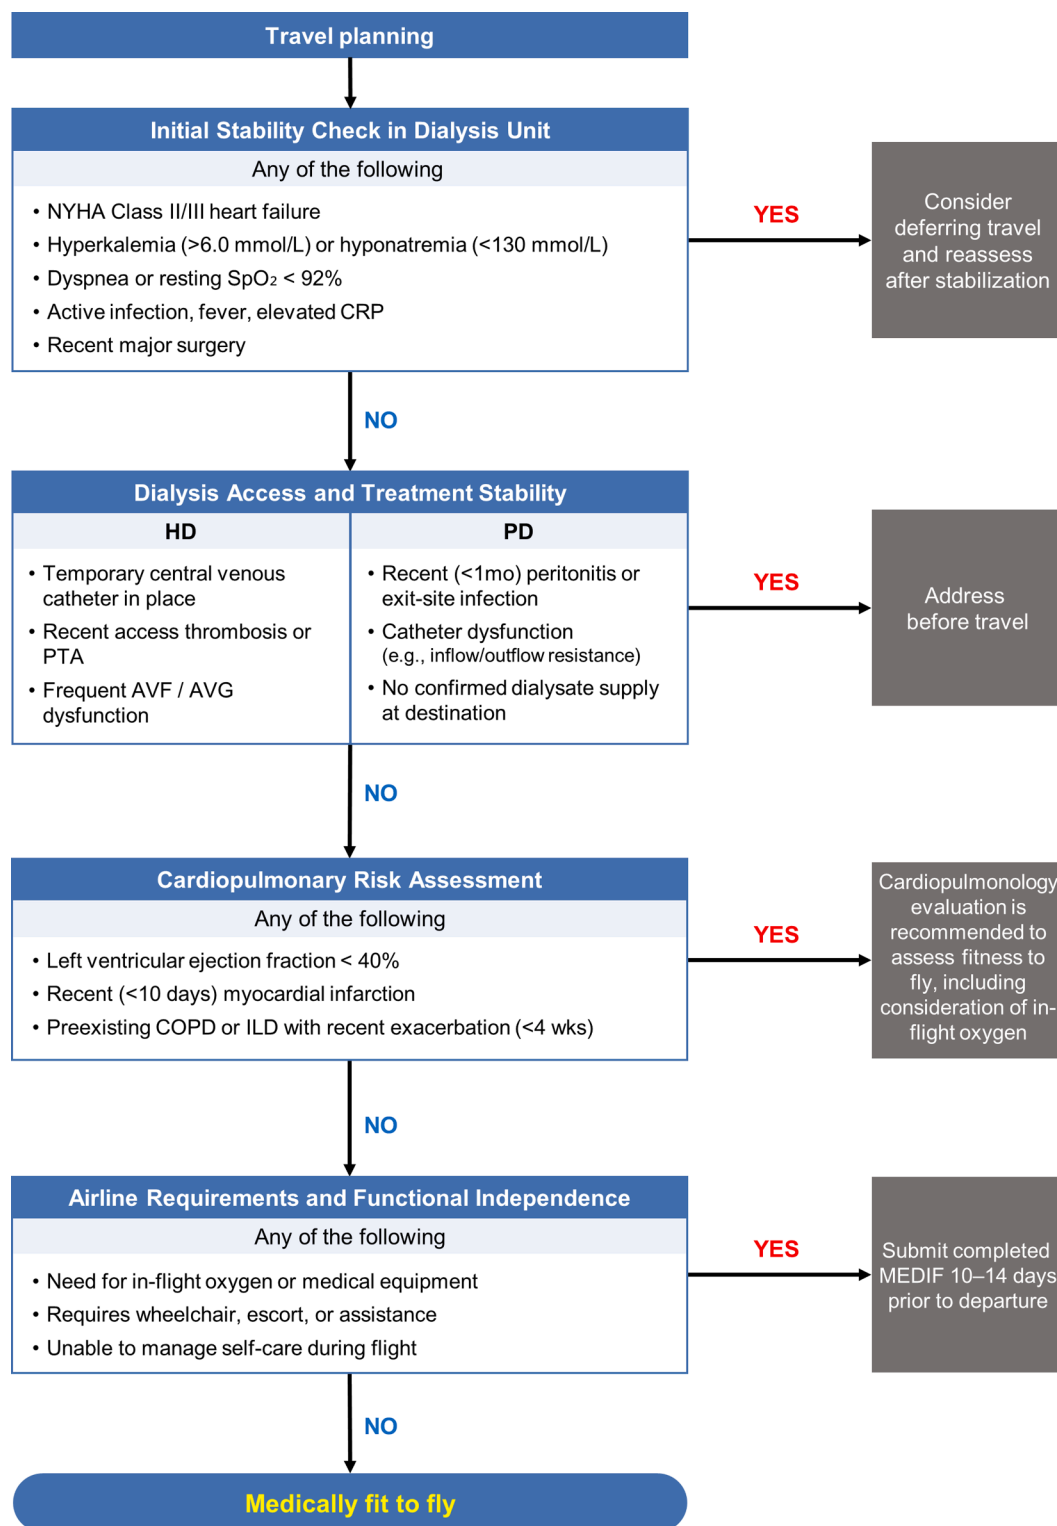 Travel planning
Initial Stability Check in Dialysis Unit
Any of the following
• NYHA Class II/III heart failure
• Hyperkalemia (>6.0 mmol/L) or hyponatremia (<130 mmol/L)
• Dyspnea or resting SpO₂ < 92%
• Active infection, fever, elevated CRP
• Recent major surgery
YES
Consider
deferring travel
and reassess
after stabilization
NO
Dialysis Access and Treatment Stability
HD
• Temporary central venous
catheter in place
• Recent access thrombosis or
PTA
• Frequent AVF / AVG
dysfunction
PD
• Recent (<1mo) peritonitis or
exit-site infection
• Catheter dysfunction
(e.g., inflow/outflow resistance)
• No confirmed dialysate supply
at destination
YES
Address
before travel
NO
Cardiopulmonary Risk Assessment
Any of the following
• Left ventricular ejection fraction < 40%
• Recent (<10 days) myocardial infarction
• Preexisting COPD or ILD with recent exacerbation (<4 wks)
YES
Cardiopulmonology
evaluation is
recommended to
assess fitness to
fly, including
consideration of in-
flight oxygen
NO
Airline Requirements and Functional Independence
Any of the following
• Need for in-flight oxygen or medical equipment
• Requires wheelchair, escort, or assistance
• Unable to manage self-care during flight
YES
Submit completed
MEDIF 10–14 days
prior to departure
NO
Medically fit to fly